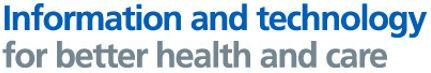 Information and technology
for better health and care